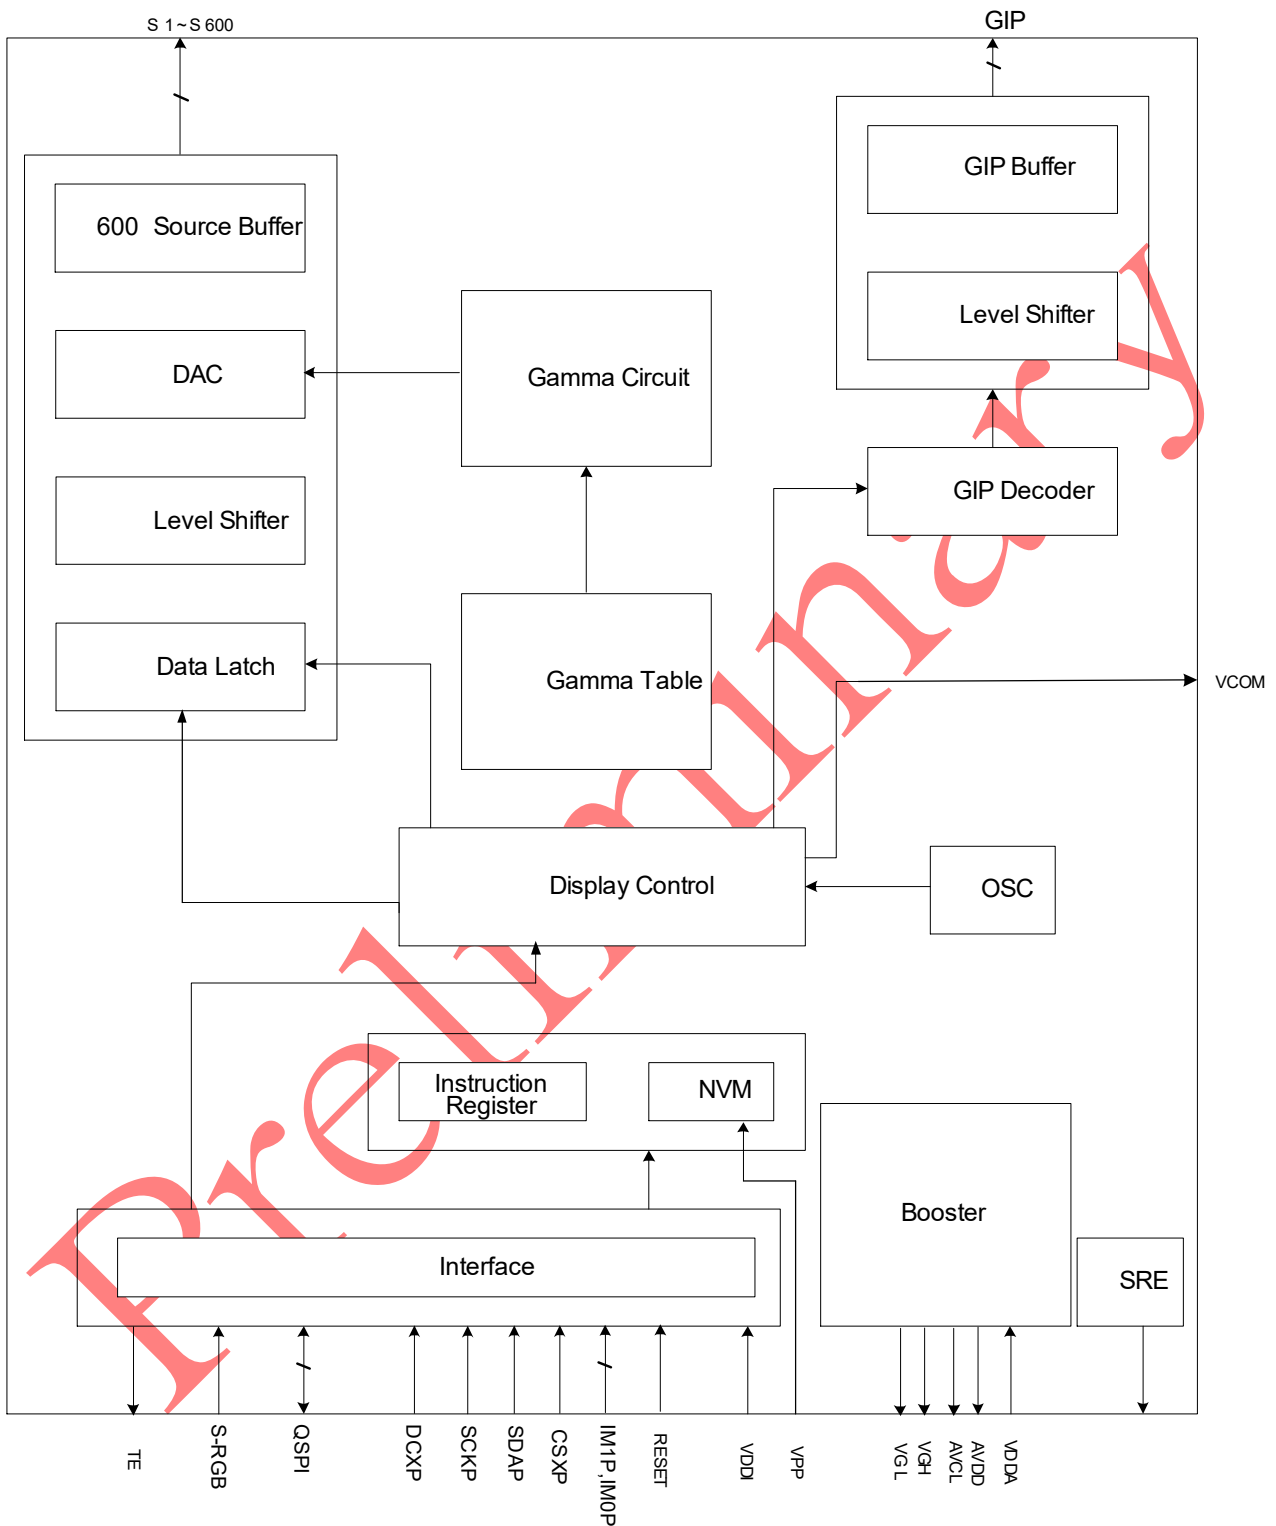 S 1~S 600
GIP
GIP Buffer
600 Source Buffer
Level Shifter
DAC
Gamma Circuit
GIP Decoder
Level Shifter
Data Latch
Gamma Table
VCOM
Display Control
OSC
Instruction
Register
NVM
Booster
Interface
SRE
TE
S-RGB
QSPI
DCXP
SCKP
SDAP
CSXP
IM1P,IM0P
RESET
VDDI
VPP
VGL
VGH
AVCL
AVDD
VDDA
Preliminary